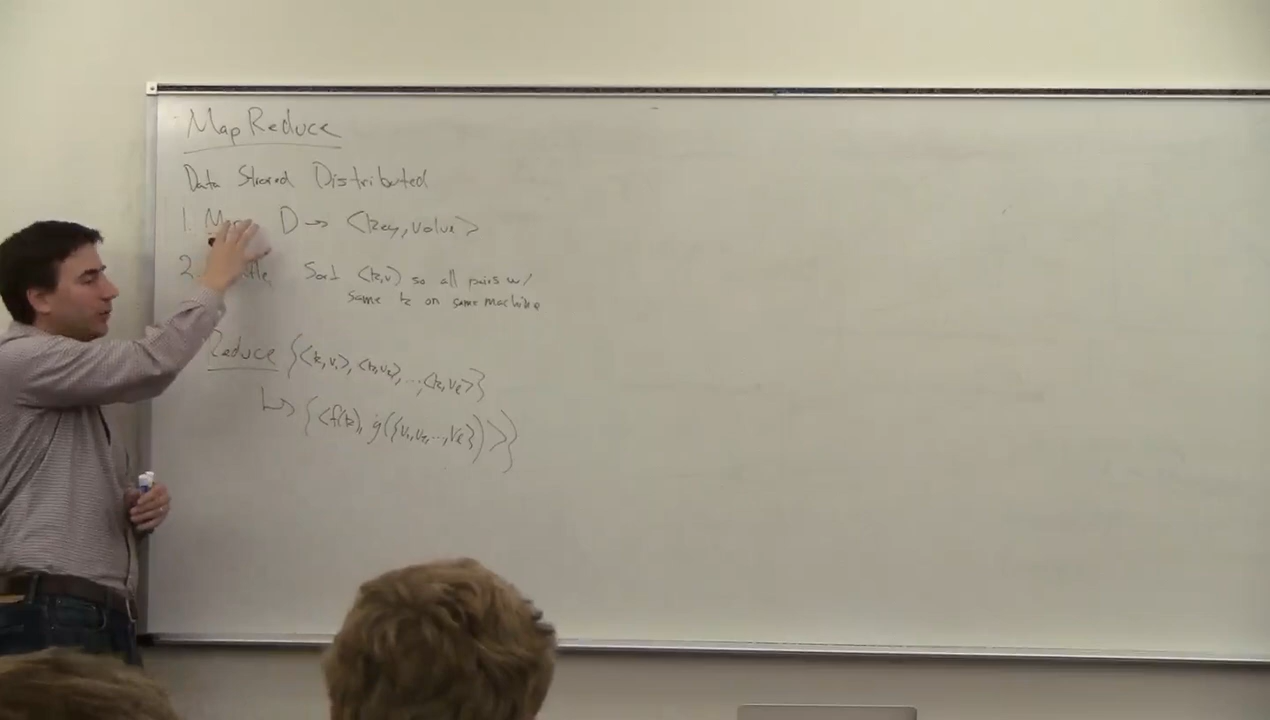 MapReduce
Data Stored Distributed
1. Map D → <key, value>
2. Sort <k,v> so all pairs w/
same k on same machine
Reduce {<k,v₁>, <k,v₂>, ..., <k,vℓ>}
↳ {<f(k), g({v₁,v₂,...,vℓ})>}